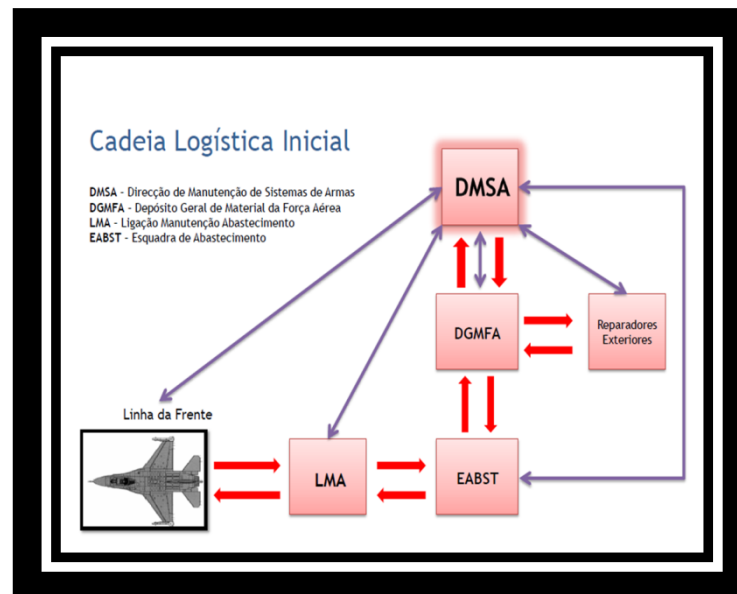 Cadeia Logística Inicial
DMSA - Direcção de Manutenção de Sistemas de Armas
DGMFA - Depósito Geral de Material da Força Aérea
LMA - Ligação Manutenção Abastecimento
EABST - Esquadra de Abastecimento
DMSA
DGMFA
Reparadores
Exteriores
Linha da Frente
LMA
EABST